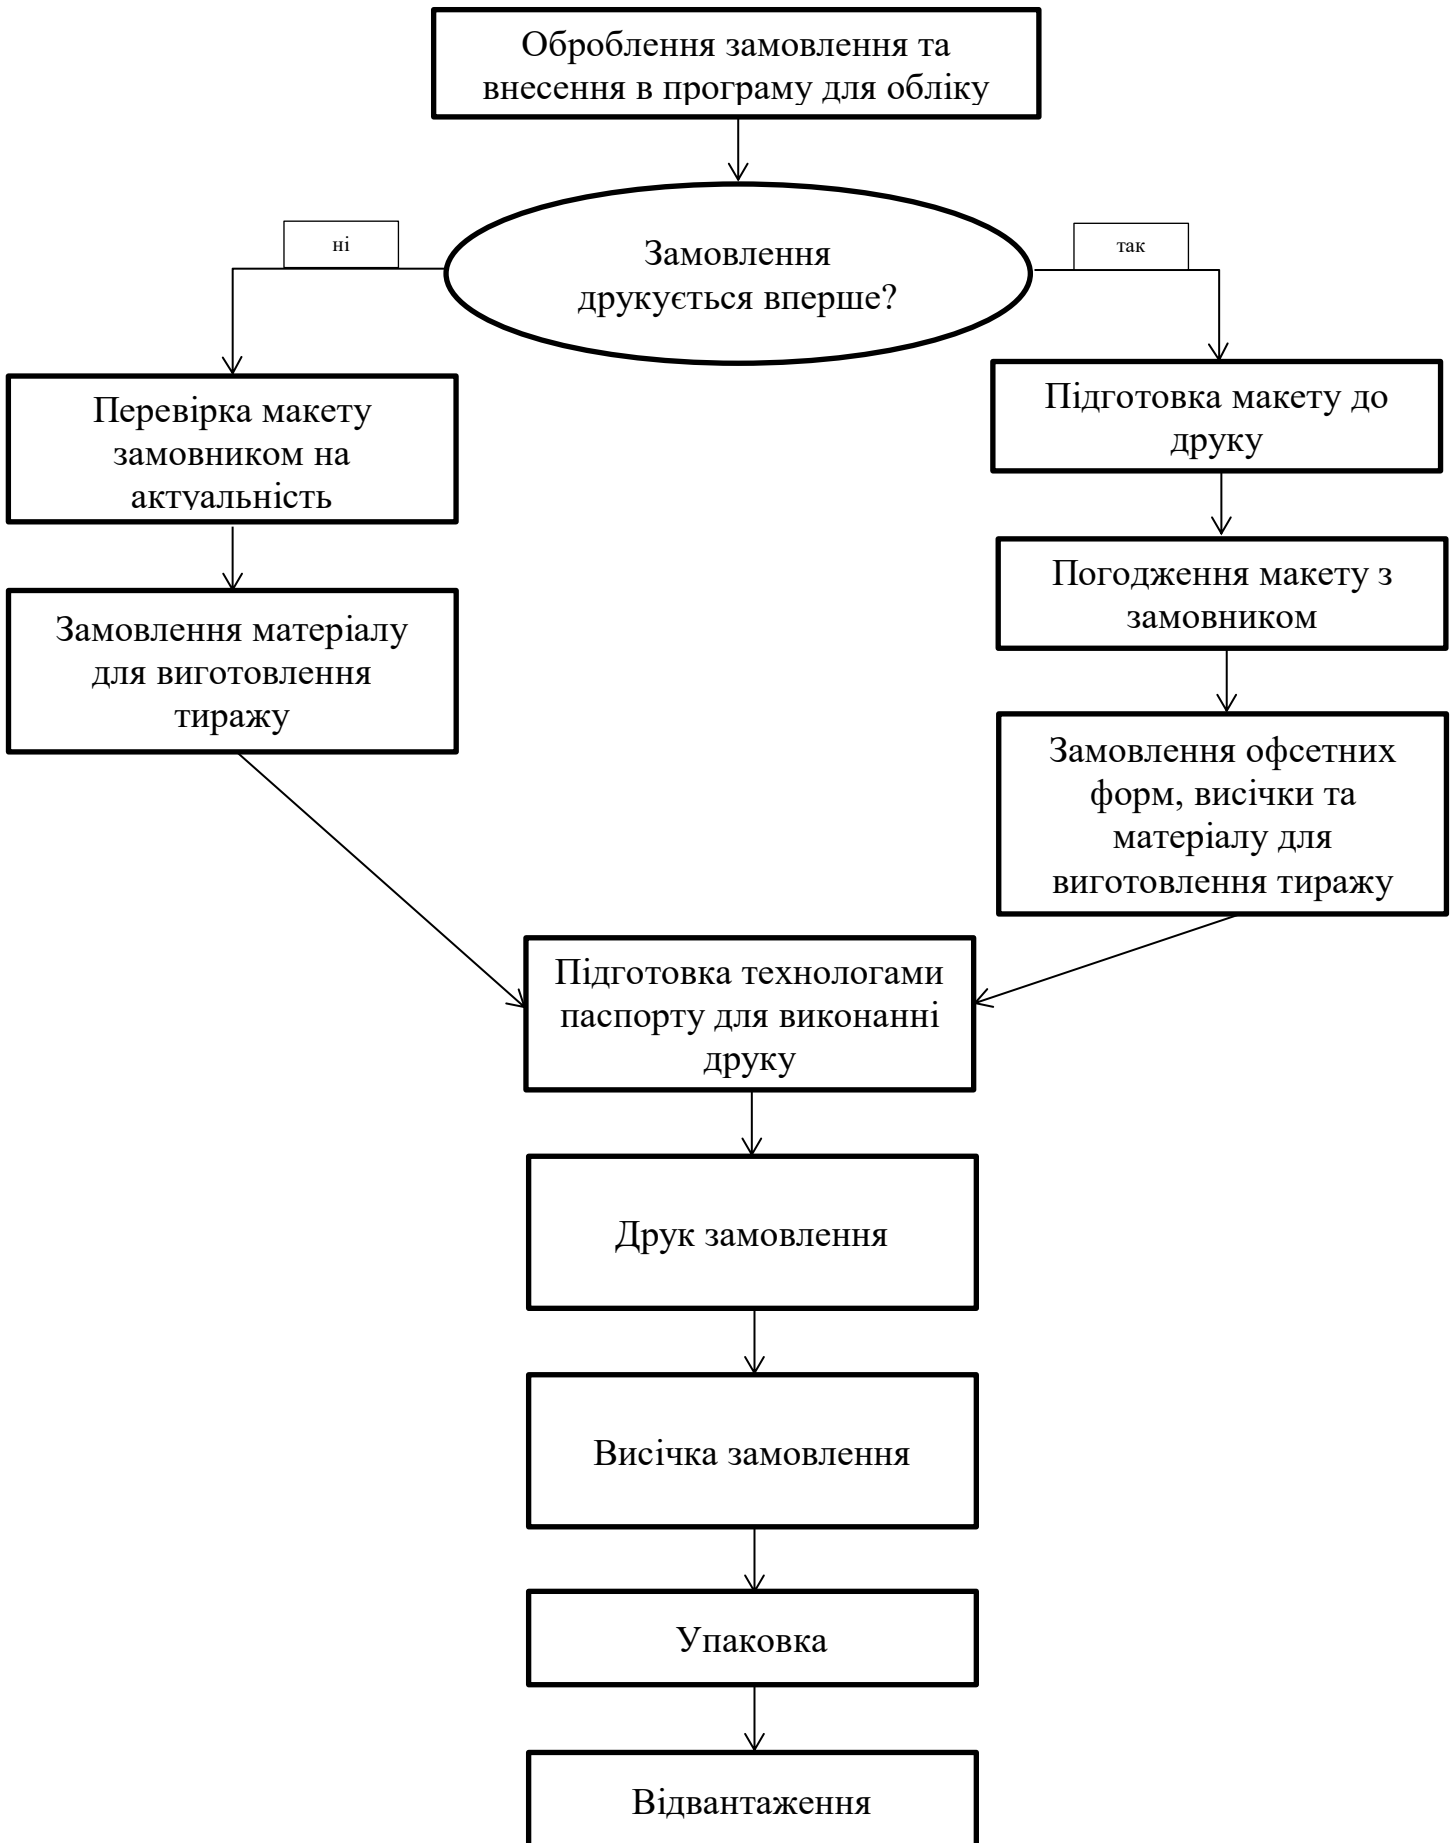 Оброблення замовлення та
внесення в програму для обліку
Замовлення
друкується вперше?
ні
так
Перевірка макету
замовником на
актуальність
Замовлення матеріалу
для виготовлення
тиражу
Підготовка макету до
друку
Погодження макету з
замовником
Замовлення офсетних
форм, висічки та
матеріалу для
виготовлення тиражу
Підготовка технологами
паспорту для виконанні
друку
Друк замовлення
Висічка замовлення
Упаковка
Відвантаження